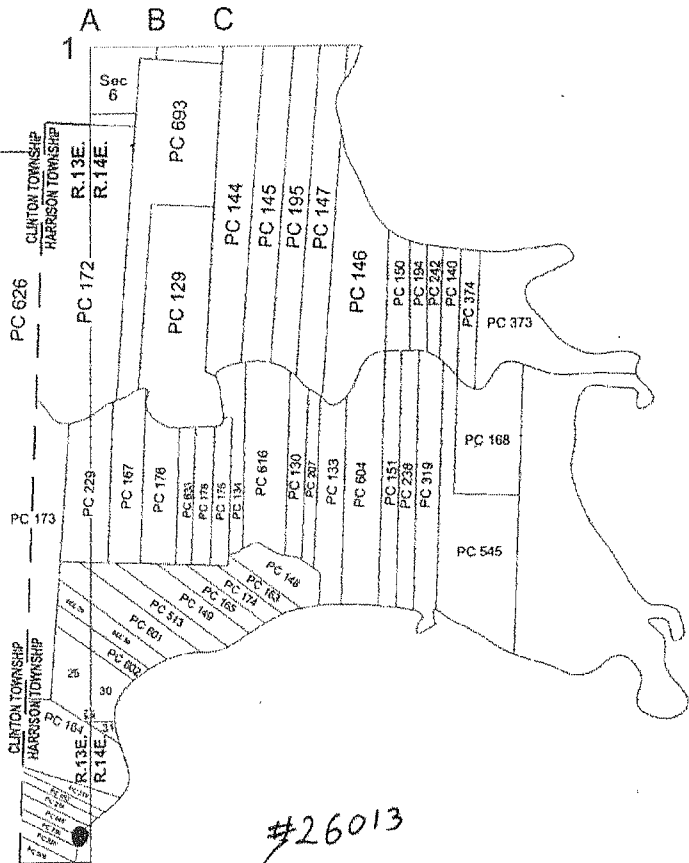 A B C
1
Sec
6
CLINTON TOWNSHIP
HARRISON TOWNSHIP
R.13E.
R.14E.
PC 626
PC 172
PC 693
PC 129
PC 144
PC 145
PC 195
PC 147
PC 146
PC 150
PC 194
PC 242
PC 140
PC 374
PC 373
PC 173
PC 229
PC 167
PC 176
PC 633
PC 178
PC 175
PC 134
PC 616
PC 130
PC 207
PC 133
PC 604
PC 151
PC 238
PC 319
PC 168
PC 545
PC 148
PC 163
PC 174
PC 165
PC 149
PC 513
PC 601
PC 602
25
30
31
CLINTON TOWNSHIP
HARRISON TOWNSHIP
PC 184
R.13E.
R.14E.
#26013